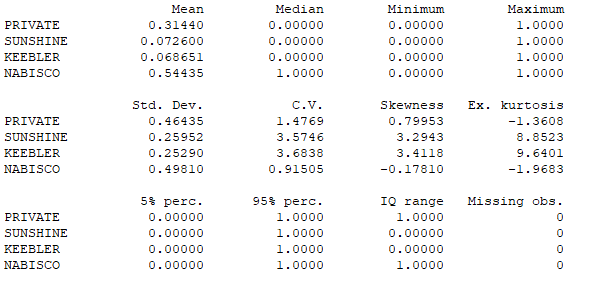 Mean Median Minimum Maximum
PRIVATE 0.31440 0.00000 0.00000 1.0000
SUNSHINE 0.072600 0.00000 0.00000 1.0000
KEEBLER 0.068651 0.00000 0.00000 1.0000
NABISCO 0.54435 1.0000 0.00000 1.0000
Std. Dev. C.V. Skewness Ex. kurtosis
PRIVATE 0.46435 1.4769 0.79953 -1.3608
SUNSHINE 0.25952 3.5746 3.2943 8.8523
KEEBLER 0.25290 3.6838 3.4118 9.6401
NABISCO 0.49810 0.91505 -0.17810 -1.9683
5% perc. 95% perc. IQ range Missing obs.
PRIVATE 0.00000 1.0000 1.0000 0
SUNSHINE 0.00000 1.0000 0.00000 0
KEEBLER 0.00000 1.0000 0.00000 0
NABISCO 0.00000 1.0000 1.0000 0